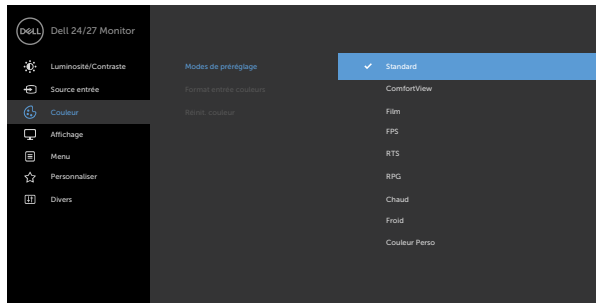 DELL Dell 24/27 Monitor
Luminosité/Contraste
Source entrée
Couleur
Affichage
Menu
Personnaliser
Divers
Modes de préréglage
Format entrée couleurs
Réinit. couleur
Standard
ComfortView
Film
FPS
RTS
RPG
Chaud
Froid
Couleur Perso